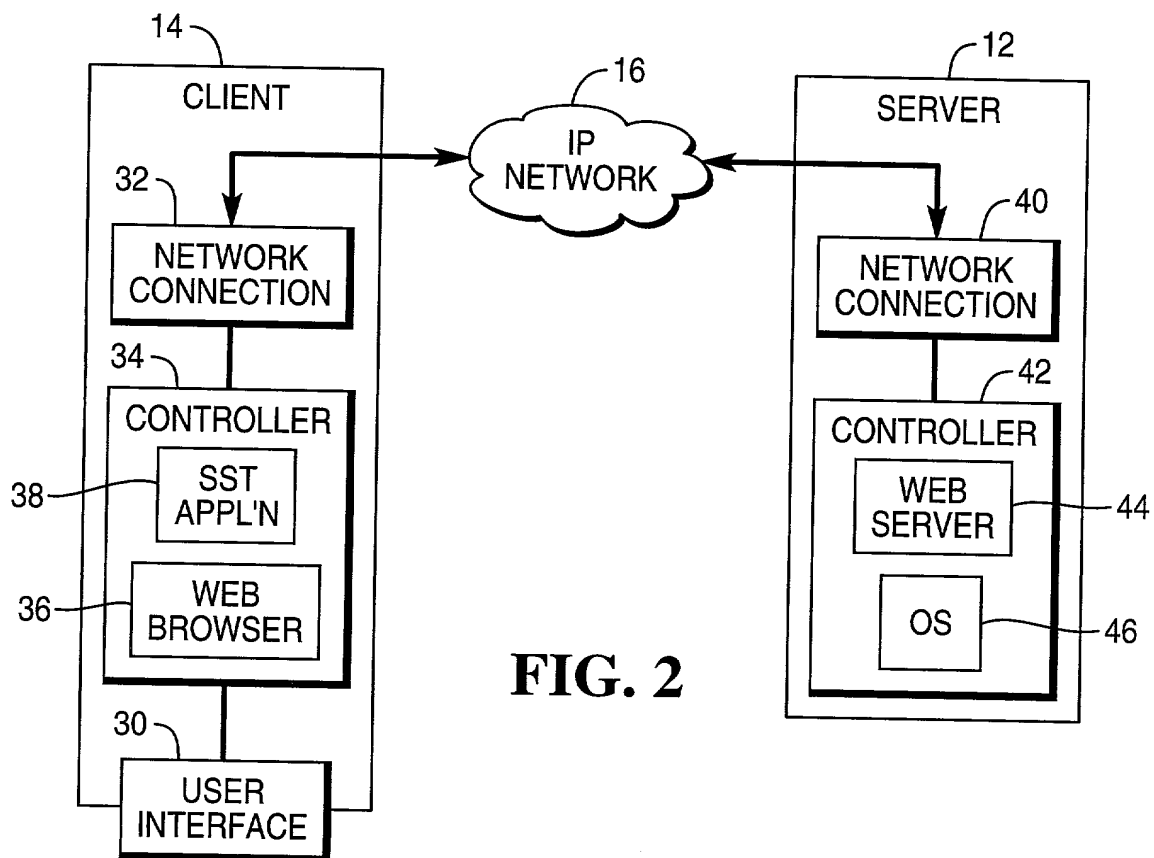 14
CLIENT
16
IP
NETWORK
12
SERVER
32
NETWORK
CONNECTION
40
NETWORK
CONNECTION
34
CONTROLLER
38
SST
APPL'N
36
WEB
BROWSER
42
CONTROLLER
WEB
SERVER
44
OS
46
30
USER
INTERFACE
FIG. 2